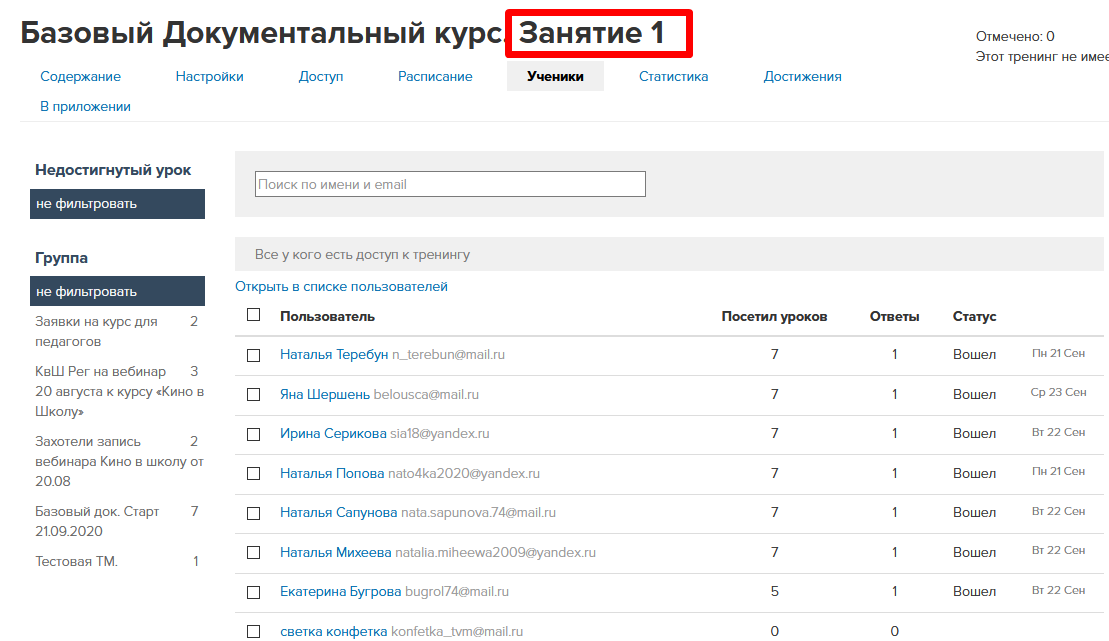 Базовый Документальный курс. Занятие 1
Отмечено: 0
Этот тренинг не имее
Содержание Настройки Доступ Расписание Ученики Статистика Достижения
В приложении
Недостигнутый урок
не фильтровать
Группа
не фильтровать
Заявки на курс для 2
педагогов
КвШ Рег на вебинар 3
20 августа к курсу «Кино в
Школу»
Захотели запись 2
вебинара Кино в школу от
20.08
Базовый док. Старт 7
21.09.2020
Тестовая ТМ. 1
Поиск по имени и email
Все у кого есть доступ к тренингу
Открыть в списке пользователей
Пользователь Посетил уроков Ответы Статус
Наталья Теребун n_terebun@mail.ru 7 1 Вошел Пн 21 Сен
Яна Шершень belousca@mail.ru 7 1 Вошел Ср 23 Сен
Ирина Серикова sia18@yandex.ru 7 1 Вошел Вт 22 Сен
Наталья Попова nato4ka2020@yandex.ru 7 1 Вошел Пн 21 Сен
Наталья Сапунова nata.sapunova.74@mail.ru 7 1 Вошел Вт 22 Сен
Наталья Михеева natalia.miheewa2009@yandex.ru 7 1 Вошел Вт 22 Сен
Екатерина Бугрова bugrol74@mail.ru 5 1 Вошел Вт 22 Сен
светка конфетка konfetka_tvm@mail.ru 0 0